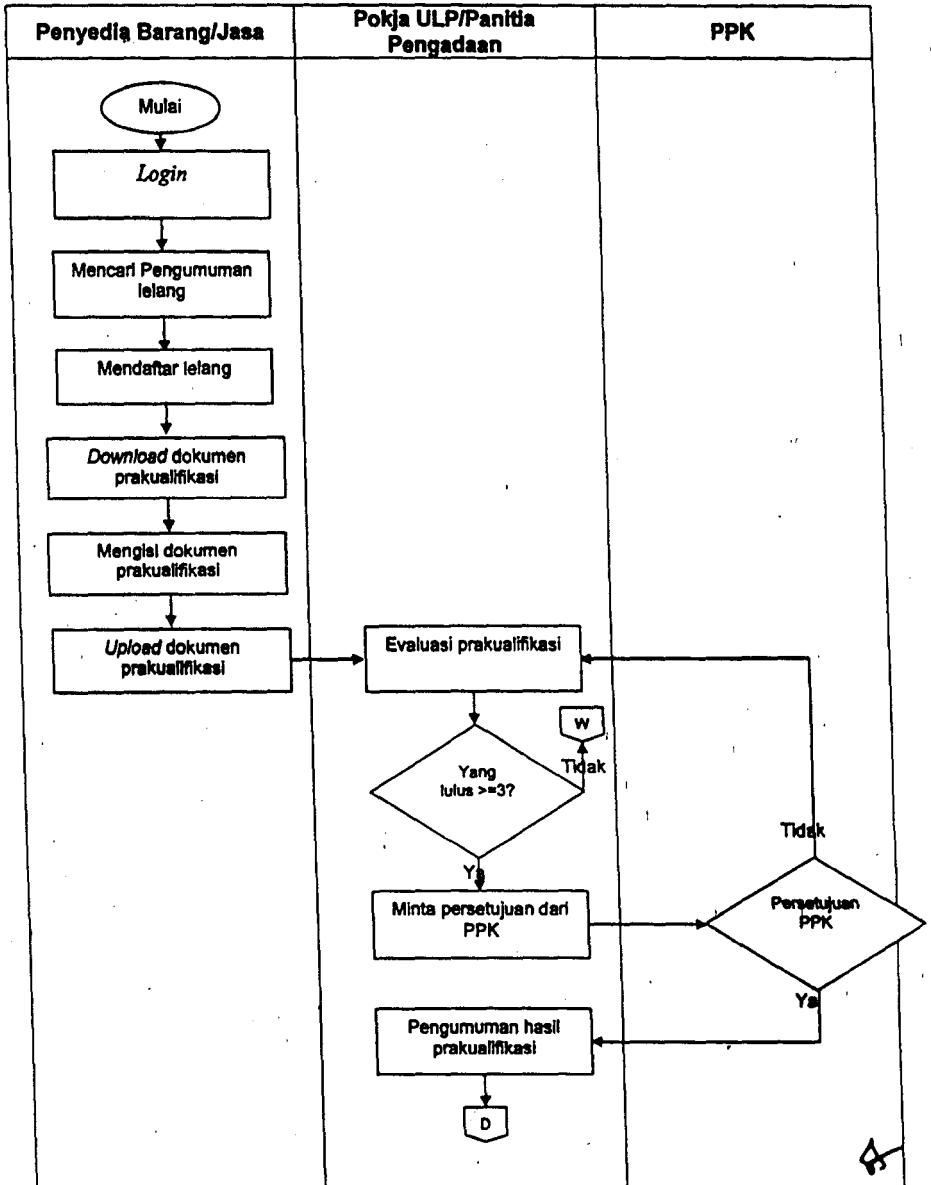 Penyedia Barang/Jasa
Pokja ULP/Panitia
Pengadaan
PPK
Mulai
Login
Mencari Pengumuman
lelang
Mendaftar lelang
Download dokumen
prakualifikasi
Mengisi dokumen
prakualifikasi
Upload dokumen
prakualifikasi
Evaluasi prakualifikasi
W
Tidak
Yang
lulus >=3?
Ya
Minta persetujuan dari
PPK
Tidak
Persetujuan
PPK
Ya
Pengumuman hasil
prakualifikasi
D